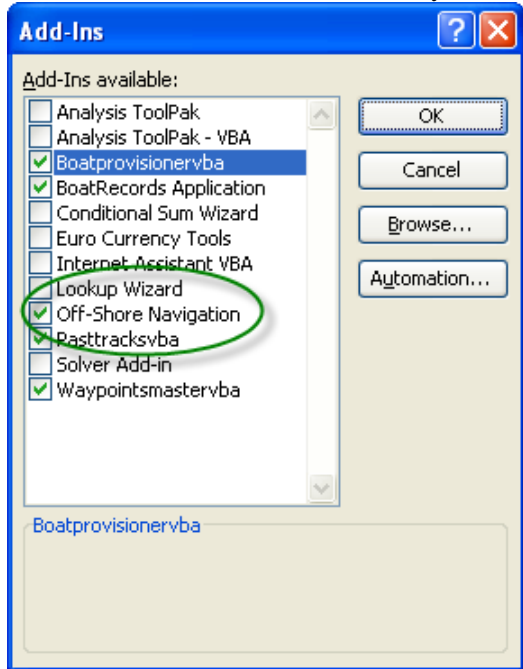 Add-Ins
Add-Ins available:
Analysis ToolPak
Analysis ToolPak - VBA
Boatprovisionervba
BoatRecords Application
Conditional Sum Wizard
Euro Currency Tools
Internet Assistant VBA
Lookup Wizard
Off-Shore Navigation
Pasttracksvba
Solver Add-in
Waypointsmastervba
OK
Cancel
Browse...
Automation...
Boatprovisionervba